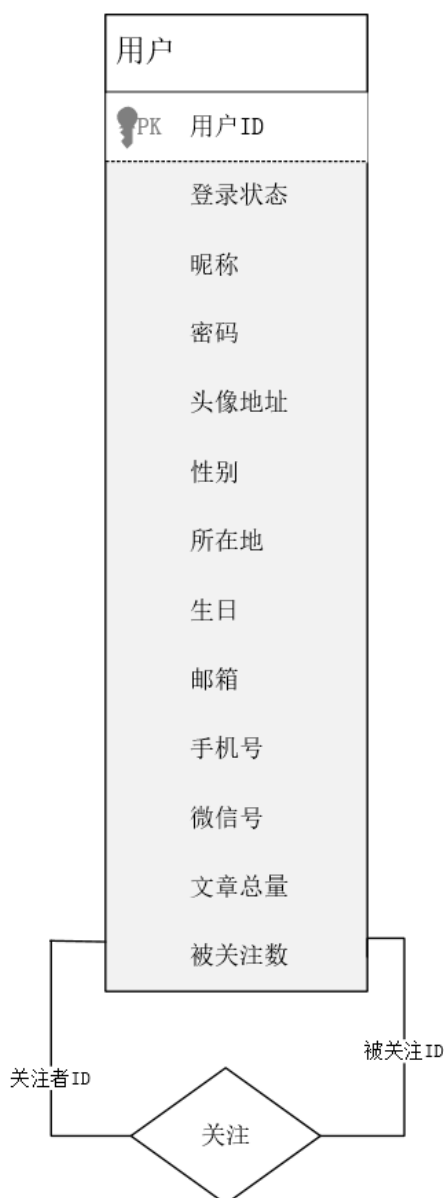 用户
PK 用户ID
登录状态
昵称
密码
头像地址
性别
所在地
生日
邮箱
手机号
微信号
文章总量
被关注数
被关注ID
关注者ID
关注